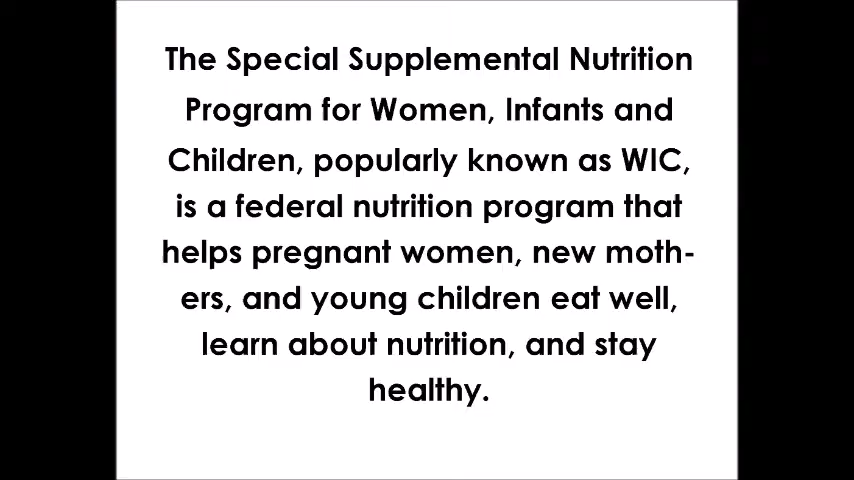 The Special Supplemental Nutrition
Program for Women, Infants and
Children, popularly known as WIC,
is a federal nutrition program that
helps pregnant women, new moth-
ers, and young children eat well,
learn about nutrition, and stay
healthy.